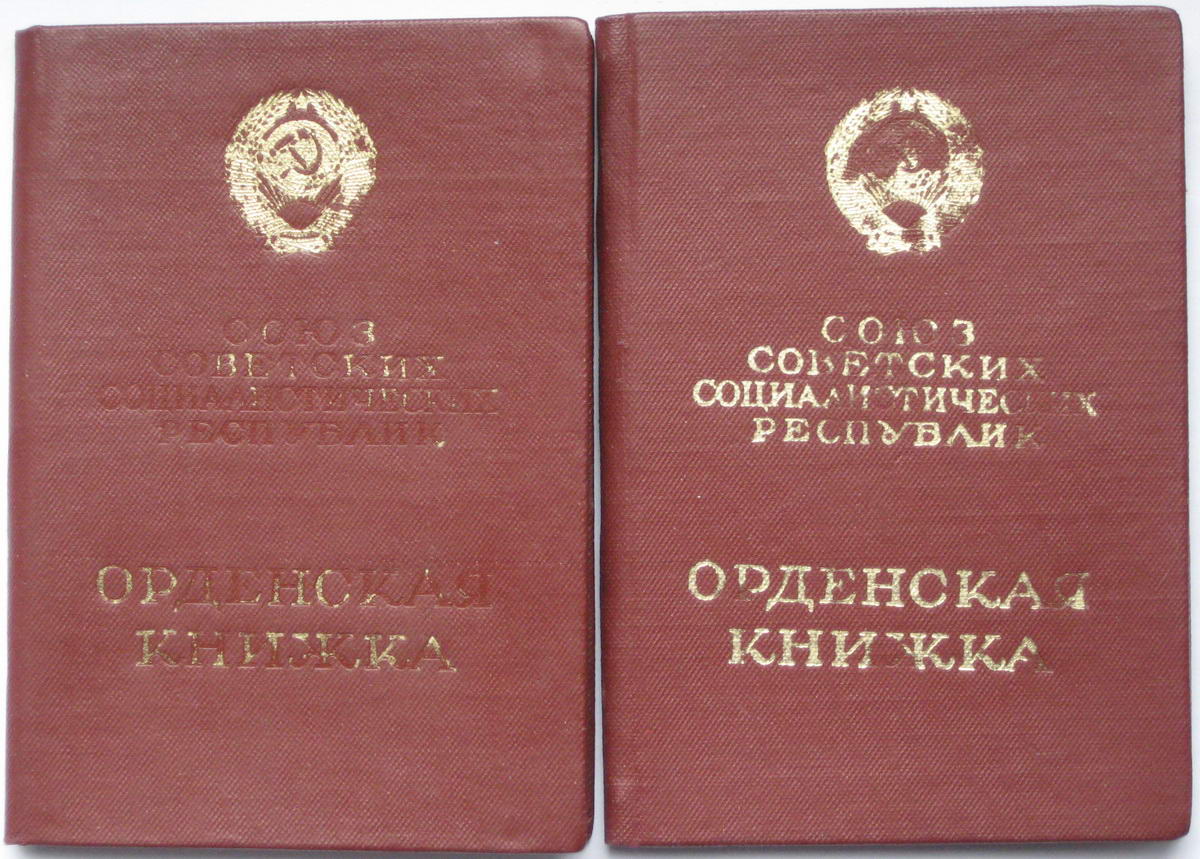 СОЮЗ
СОВЕТСКИХ
СОЦИАЛИСТИЧЕСКИХ
РЕСПУБЛИК
ОРДЕНСКАЯ
КНИЖКА
СОЮЗ
СОВЕТСКИХ
СОЦИАЛИСТИЧЕСКИХ
РЕСПУБЛИК
ОРДЕНСКАЯ
КНИЖКА